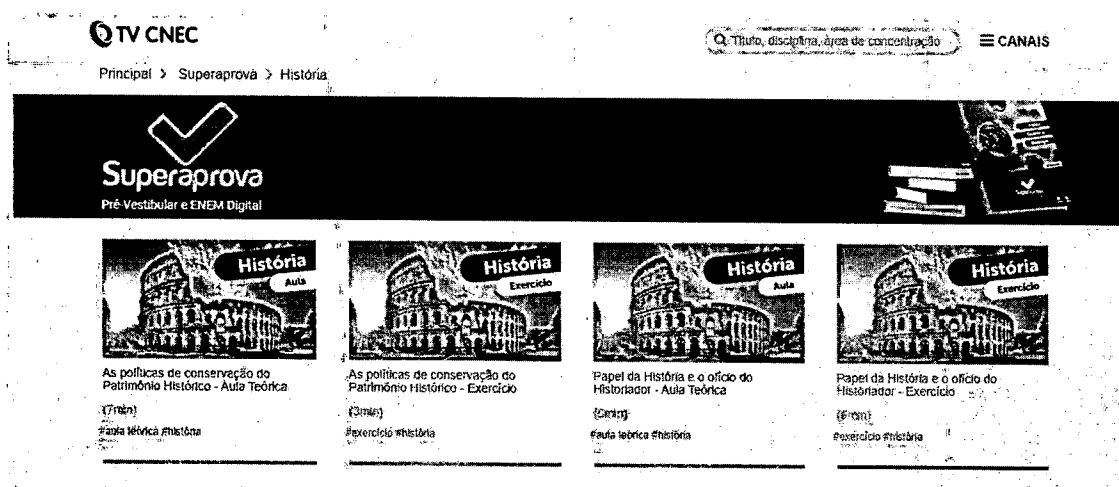 TV CNEC
Título, disciplina, área de concentração
CANAIS
Principal > Superaprova > História
Superaprova
Pré-Vestibular e ENEM Digital
História
Aula
História
Exercício
História
Aula
História
Exercício
As políticas de conservação do
Patrimônio Histórico - Aula Teórica
(7min)
#aula teórica #história
As políticas de conservação do
Patrimônio Histórico - Exercício
(3min)
#exercício #história
Papel da História e o ofício do
Historiador - Aula Teórica
#aula teórica #história
Papel da História e o ofício do
Historiador - Exercício
#exercício #história